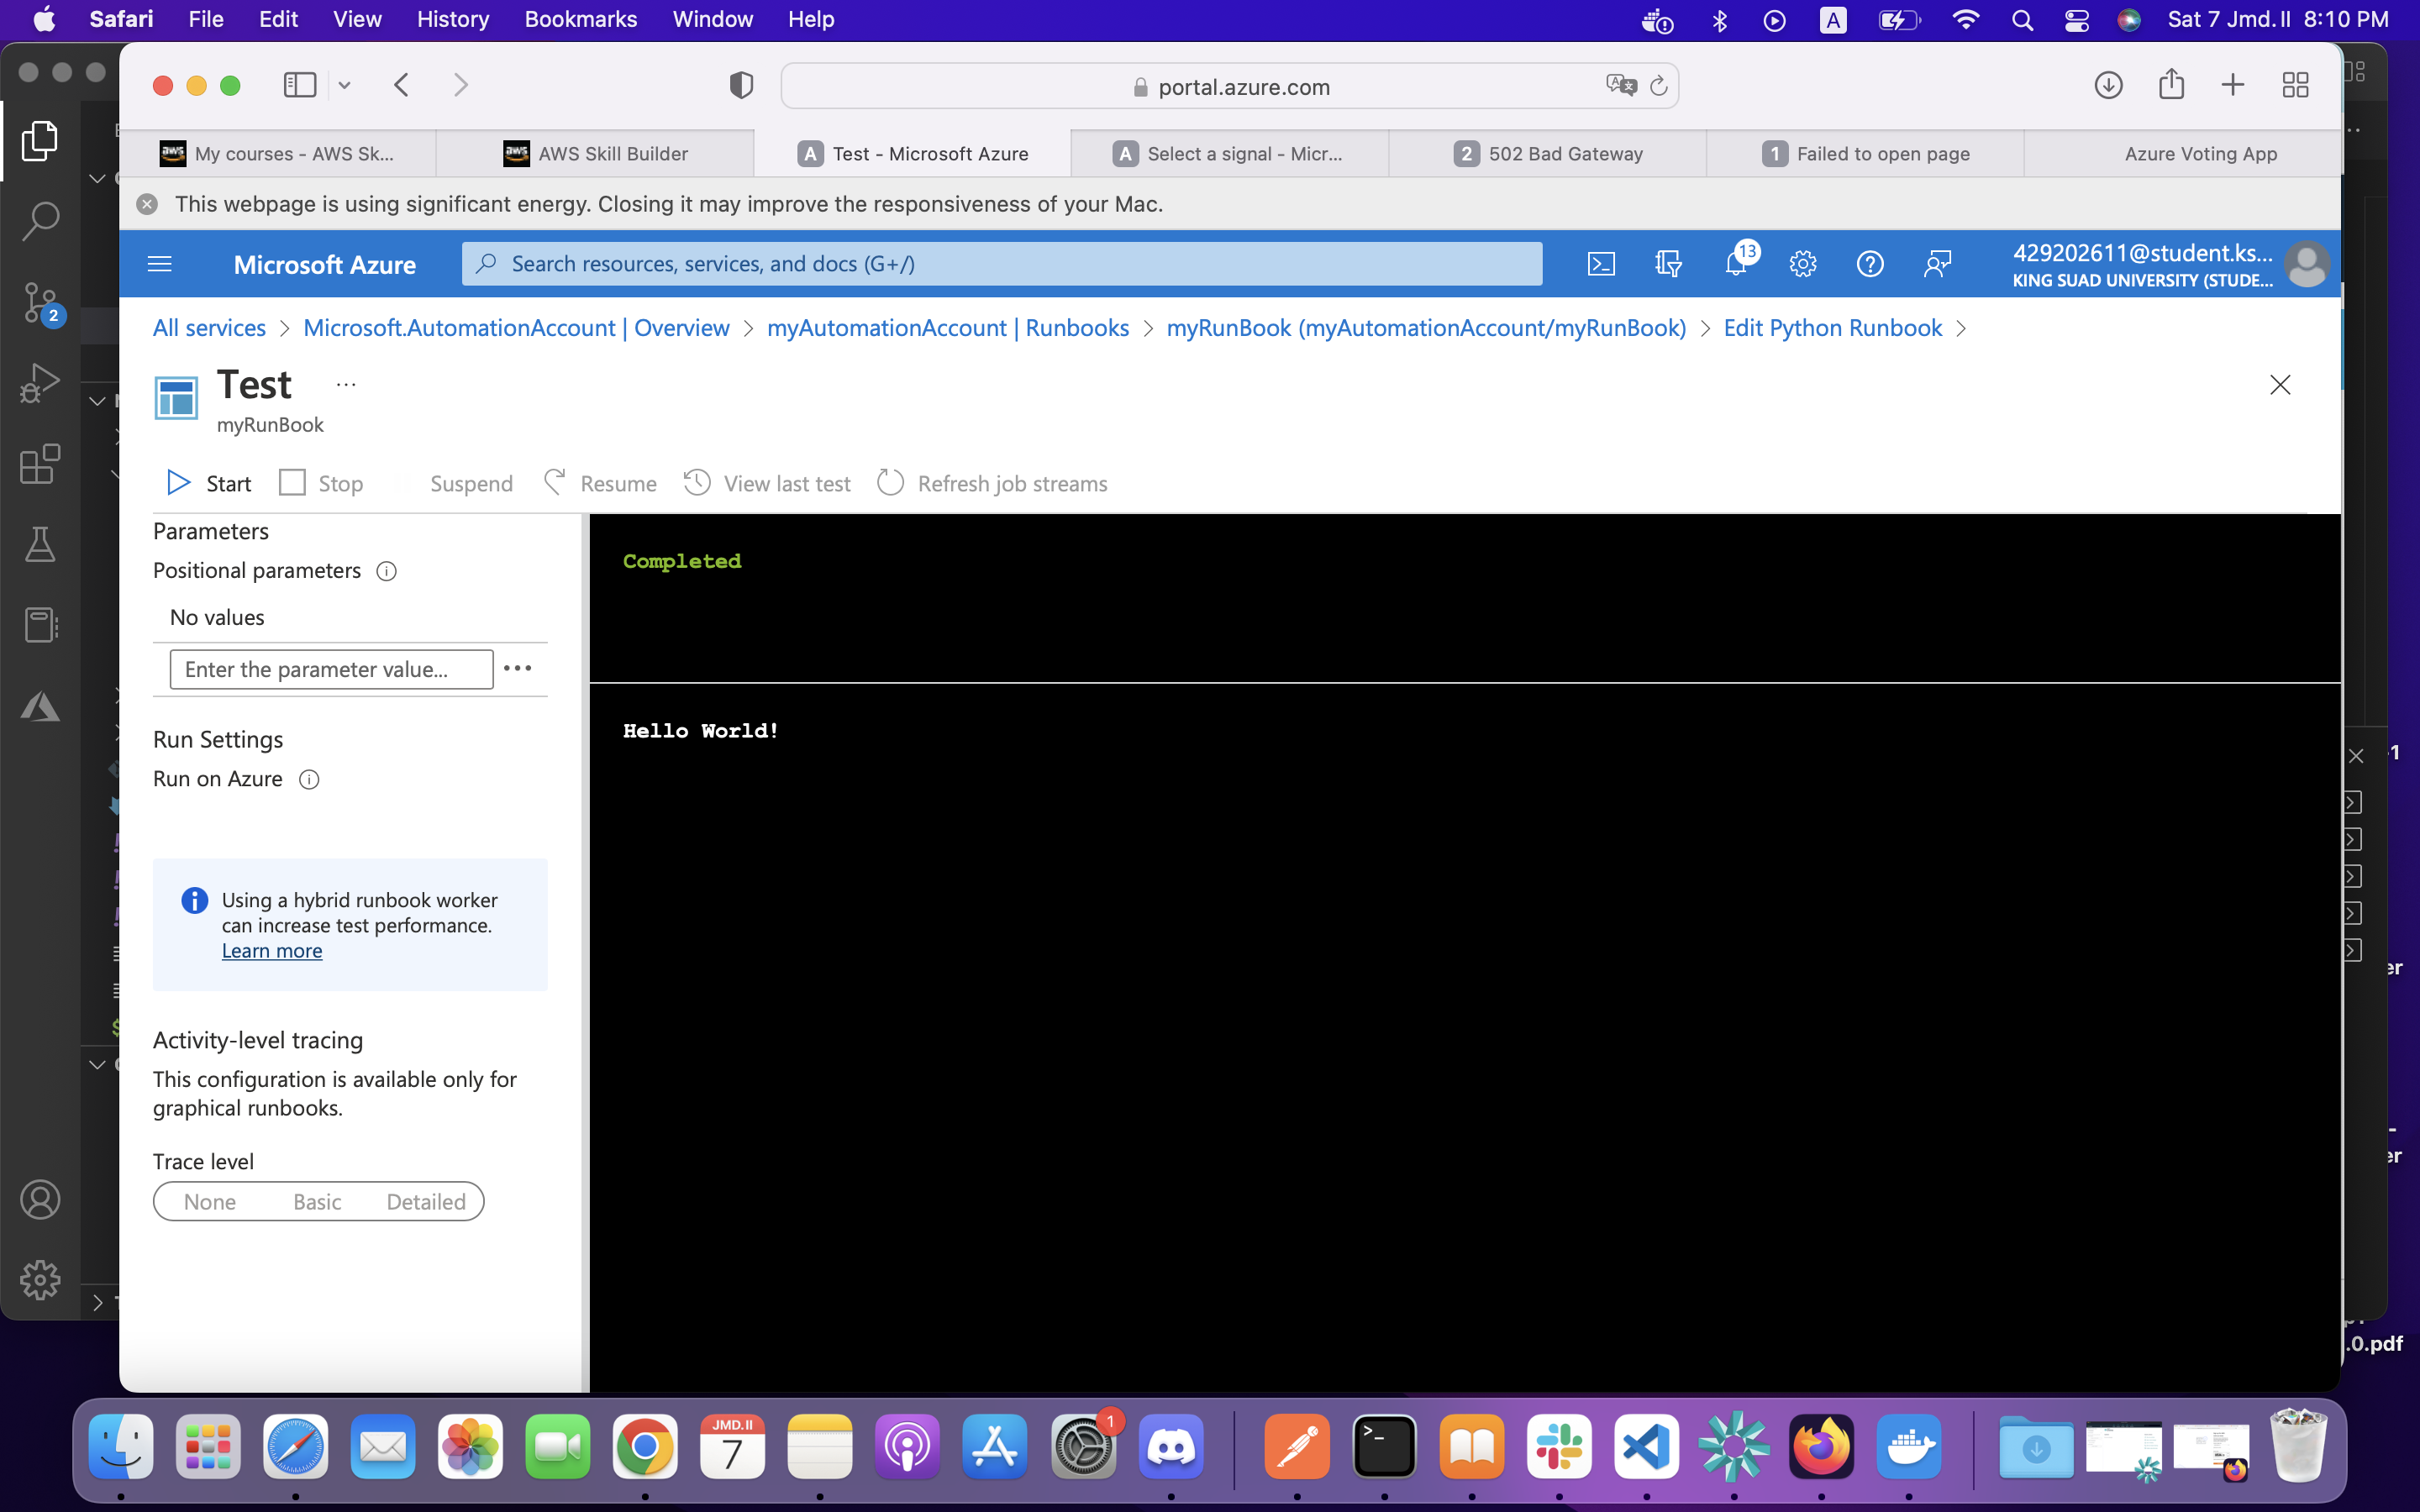 Safari File Edit View History Bookmarks Window Help A Sat 7 Jmd.II 8:10 PM
portal.azure.com
aws My courses - AWS Sk...
aws AWS Skill Builder
A Test - Microsoft Azure
A Select a signal - Micr...
2 502 Bad Gateway
1 Failed to open page
Azure Voting App
This webpage is using significant energy. Closing it may improve the responsiveness of your Mac.
Microsoft Azure
Search resources, services, and docs (G+/)
13
429202611@student.ks...
KING SUAD UNIVERSITY (STUDE...
All services > Microsoft.AutomationAccount | Overview > myAutomationAccount | Runbooks > myRunBook (myAutomationAccount/myRunBook) > Edit Python Runbook >
Test ...
myRunBook
Start Stop Suspend Resume View last test Refresh job streams
Parameters
Positional parameters
No values
Enter the parameter value...
Run Settings
Run on Azure
Using a hybrid runbook worker
can increase test performance.
Learn more
Activity-level tracing
This configuration is available only for
graphical runbooks.
Trace level
None Basic Detailed
Completed
Hello World!
2
.0.pdf
JMD.II
7
1